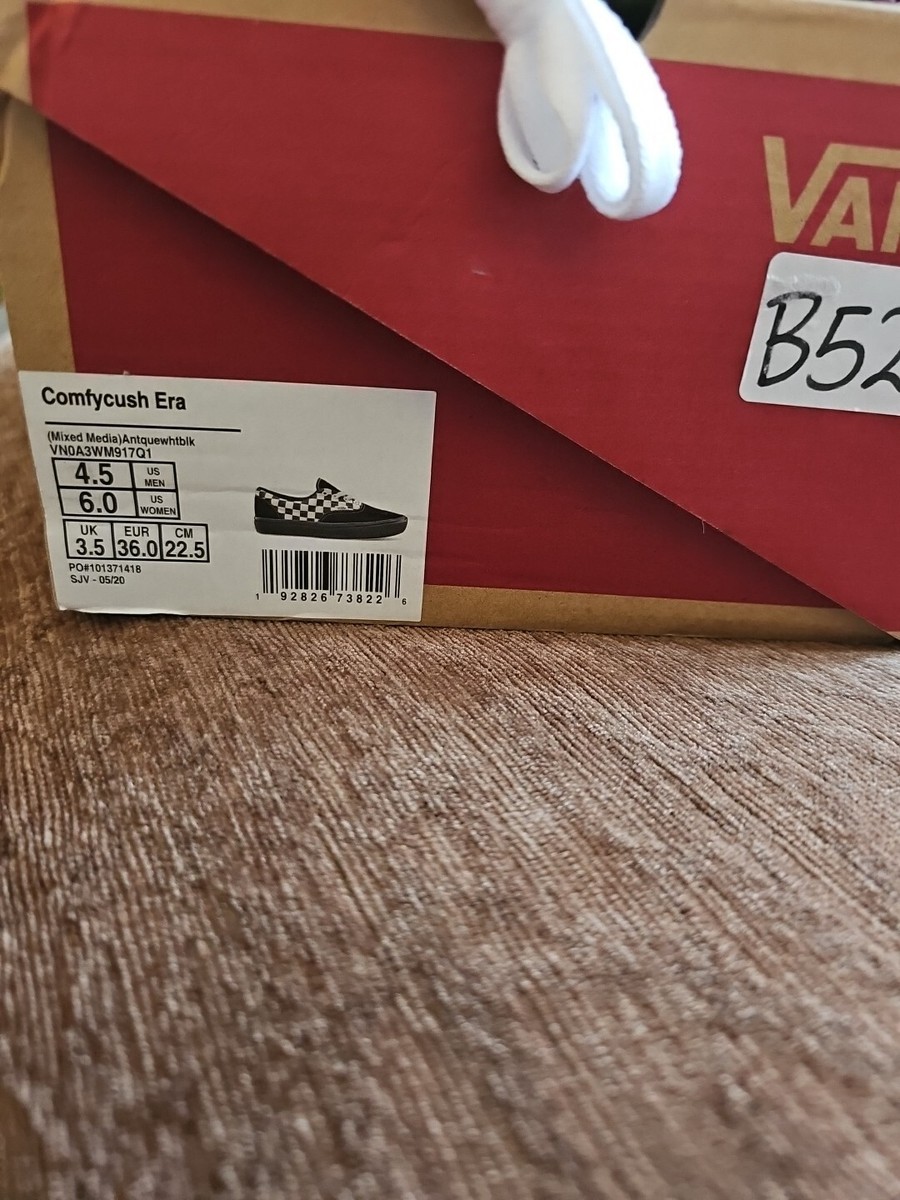 VAN
B52
Comfycush Era
(Mixed Media)Antquewhtblk
VN0A3WM917Q1
4.5 US MEN
6.0 US WOMEN
UK EUR CM
3.5 36.0 22.5
PO#101371418
SJV - 05/20
1 92826 73822 6